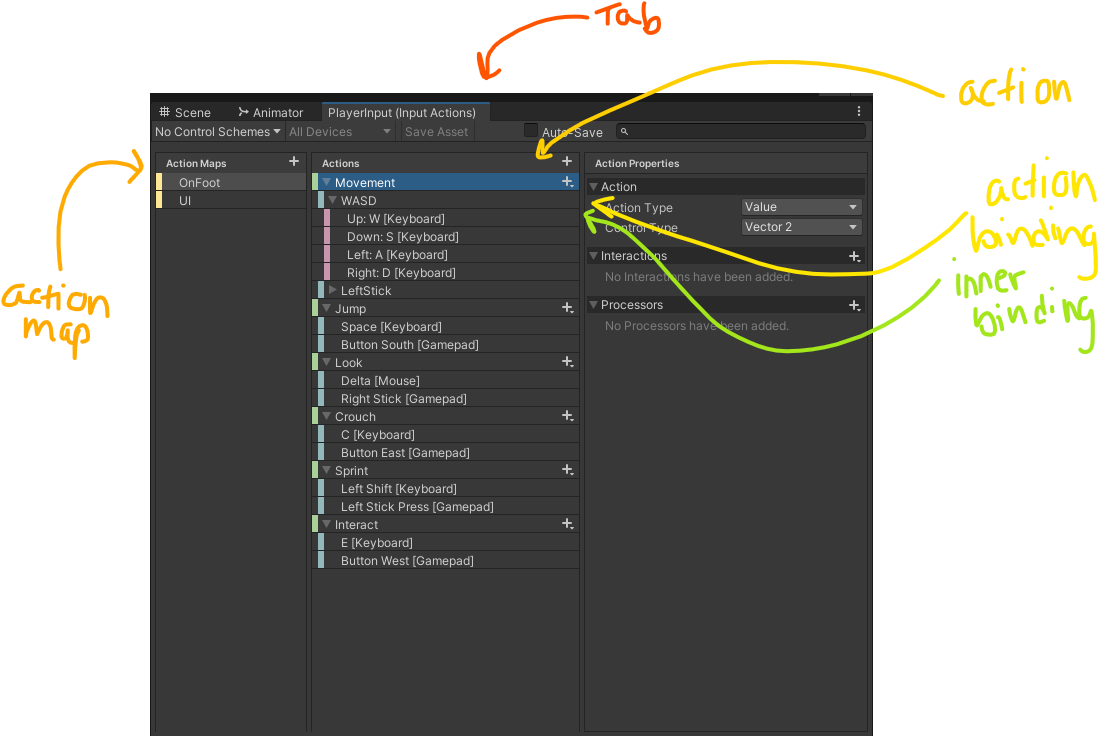 Tab
action
Scene
Animator
PlayerInput (Input Actions)
No Control Schemes
All Devices
Save Asset
Auto-Save
Action Maps
Actions
Action Properties
OnFoot
UI
Movement
WASD
Up: W [Keyboard]
Down: S [Keyboard]
Left: A [Keyboard]
Right: D [Keyboard]
LeftStick
Jump
Space [Keyboard]
Button South [Gamepad]
Look
Delta [Mouse]
Right Stick [Gamepad]
Crouch
C [Keyboard]
Button East [Gamepad]
Sprint
Left Shift [Keyboard]
Left Stick Press [Gamepad]
Interact
E [Keyboard]
Button West [Gamepad]
Action
Action Type
Value
Control Type
Vector 2
Interactions
No Interactions have been added.
Processors
No Processors have been added.
action
map
action
binding
inner
binding